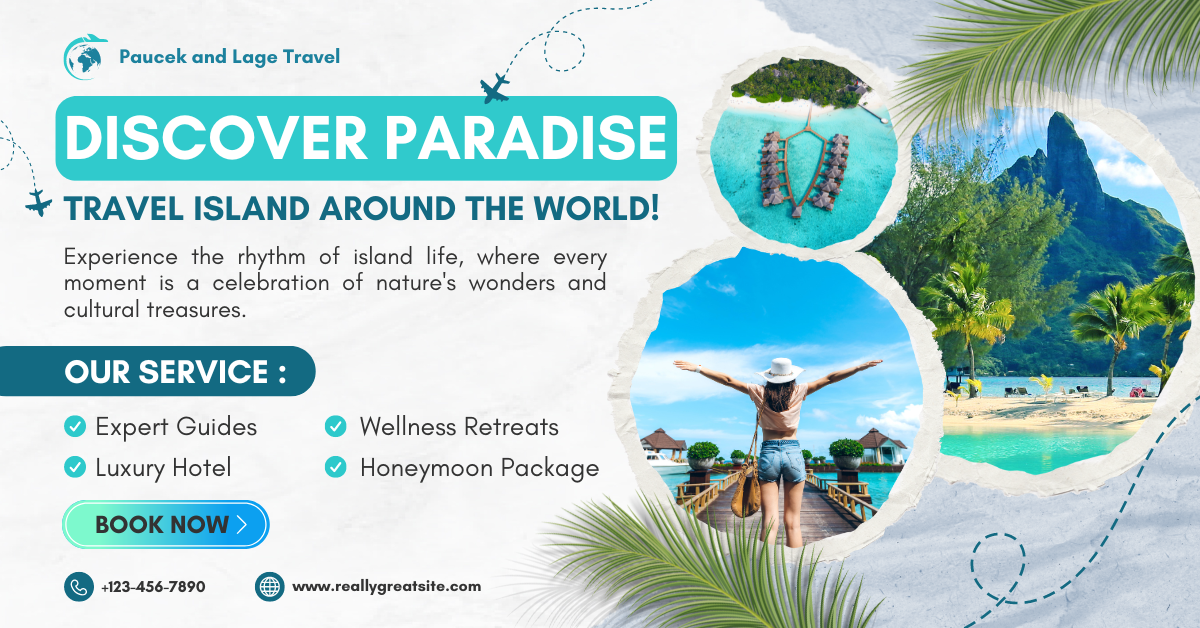 Paucek and Lage Travel
DISCOVER PARADISE
TRAVEL ISLAND AROUND THE WORLD!
Experience the rhythm of island life, where every
moment is a celebration of nature's wonders and
cultural treasures.
OUR SERVICE :
Expert Guides
Wellness Retreats
Luxury Hotel
Honeymoon Package
BOOK NOW
+123-456-7890
www.reallygreatsite.com